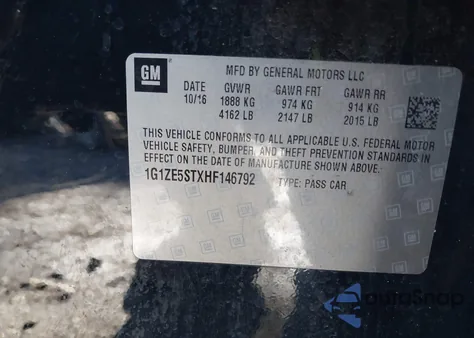 GM
MFD BY GENERAL MOTORS LLC
DATE GVWR GAWR FRT GAWR RR
10/16 1888 KG 974 KG 914 KG
4162 LB 2147 LB 2015 LB
THIS VEHICLE CONFORMS TO ALL APPLICABLE U.S. FEDERAL MOTOR
VEHICLE SAFETY, BUMPER, AND THEFT PREVENTION STANDARDS IN
EFFECT ON THE DATE OF MANUFACTURE SHOWN ABOVE.
1G1ZE5STXHF146792 TYPE: PASS CAR
autoSnap